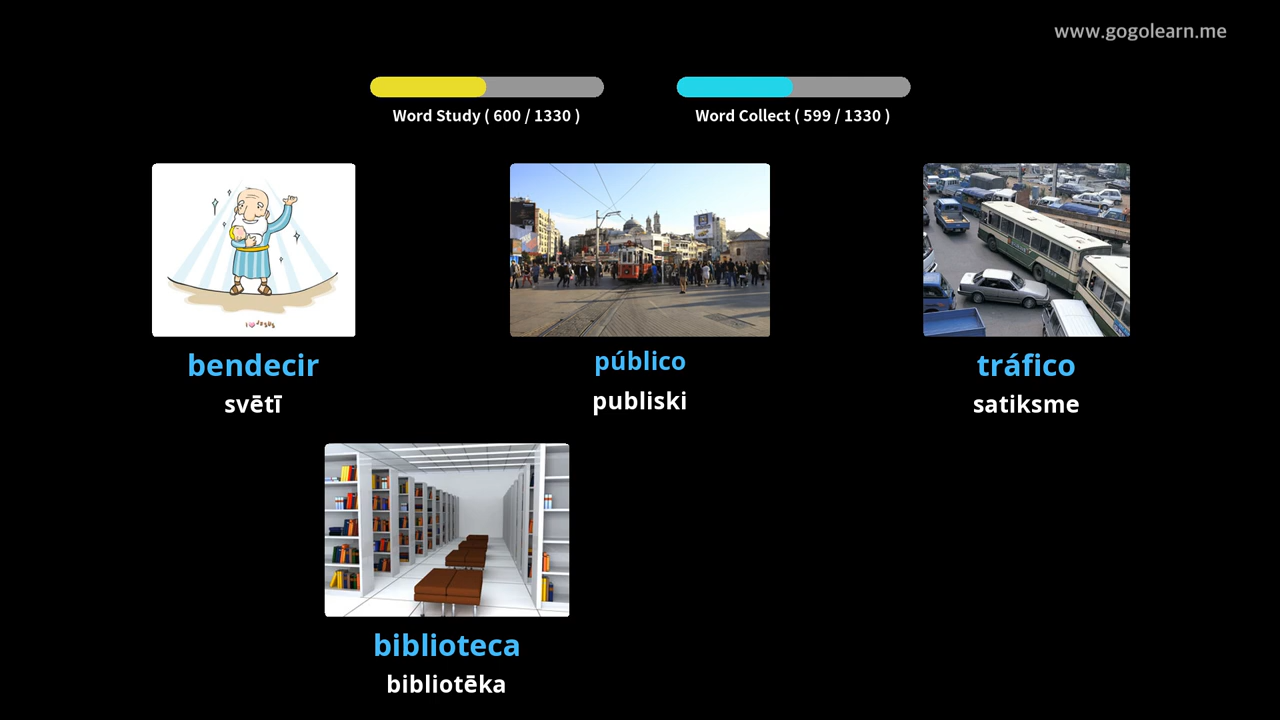 www.gogolearn.me
Word Study ( 600 / 1330 )
Word Collect ( 599 / 1330 )
I ❤ JESUS
bendecir
svētī
público
publiski
tráfico
satiksme
biblioteca
bibliotēka